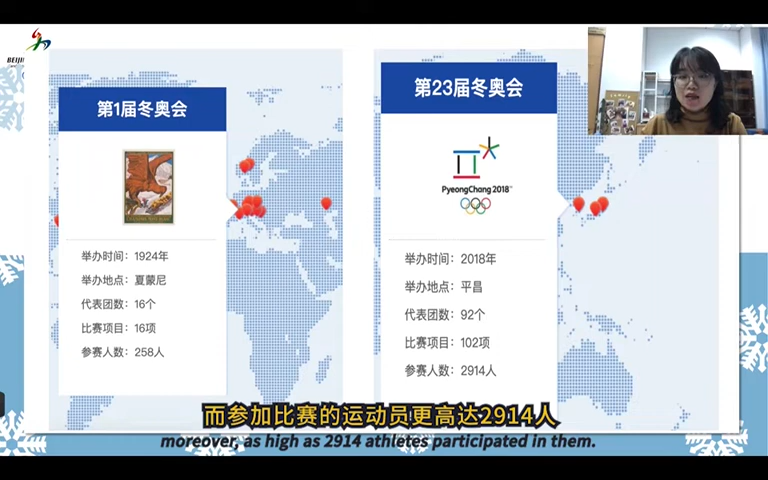 BEIJI
第1届冬奥会
举办时间：1924年
举办地点：夏蒙尼
代表团数：16个
比赛项目：16项
参赛人数：258人
第23届冬奥会
PyeongChang 2018
举办时间：2018年
举办地点：平昌
代表团数：92个
比赛项目：102项
参赛人数：2914人
而参加比赛的运动员更高达2914人
moreover, as high as 2914 athletes participated in them.